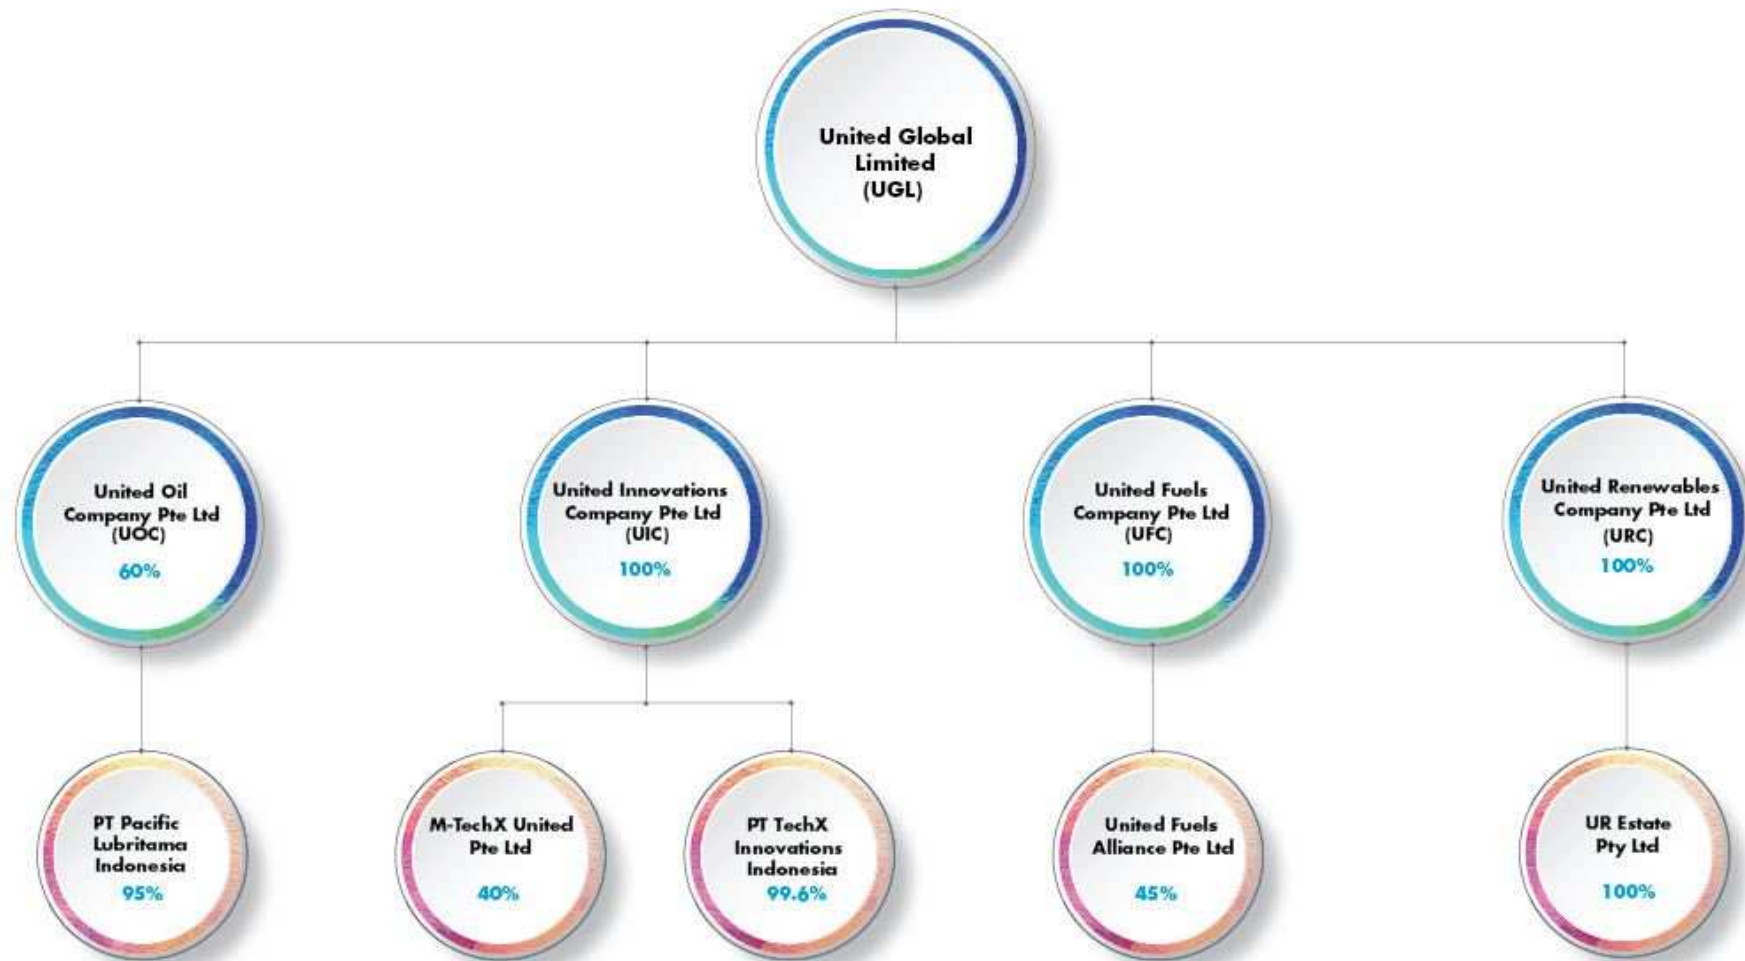 United Global
Limited
(UGL)
United Oil
Company Pte Ltd
(UOC)
60%
United Innovations
Company Pte Ltd
(UIC)
100%
United Fuels
Company Pte Ltd
(UFC)
100%
United Renewables
Company Pte Ltd
(URC)
100%
PT Pacific
Lubritama
Indonesia
95%
M-TechX United
Pte Ltd
40%
PT TechX
Innovations
Indonesia
99.6%
United Fuels
Alliance Pte Ltd
45%
UR Estate
Pty Ltd
100%